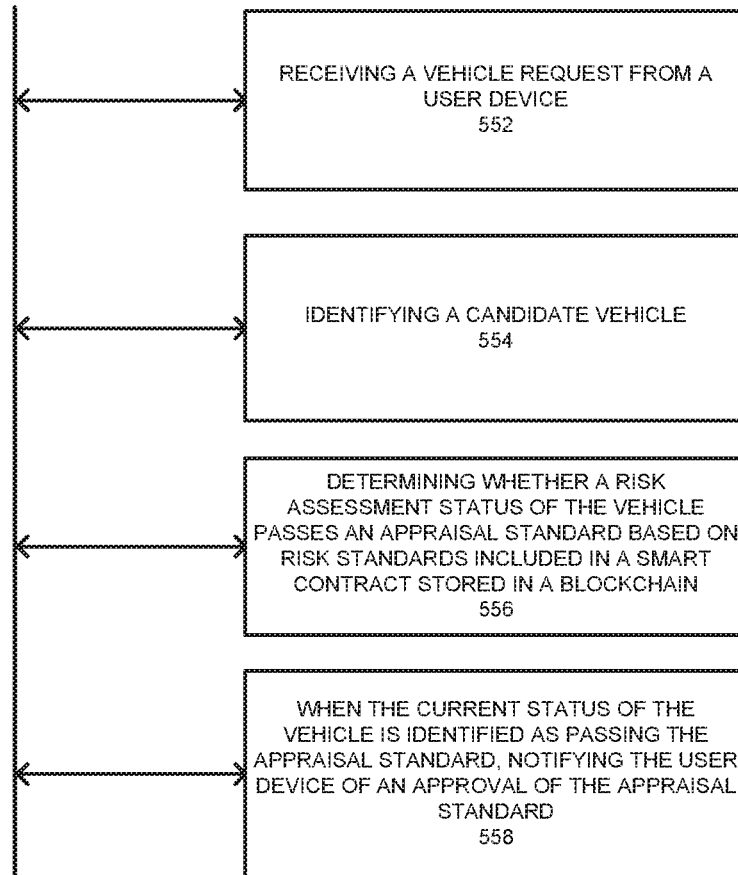 RECEIVING A VEHICLE REQUEST FROM A
USER DEVICE
552
IDENTIFYING A CANDIDATE VEHICLE
554
DETERMINING WHETHER A RISK
ASSESSMENT STATUS OF THE VEHICLE
PASSES AN APPRAISAL STANDARD BASED ON
RISK STANDARDS INCLUDED IN A SMART
CONTRACT STORED IN A BLOCKCHAIN
556
WHEN THE CURRENT STATUS OF THE
VEHICLE IS IDENTIFIED AS PASSING THE
APPRAISAL STANDARD, NOTIFYING THE USER
DEVICE OF AN APPROVAL OF THE APPRAISAL
STANDARD
558